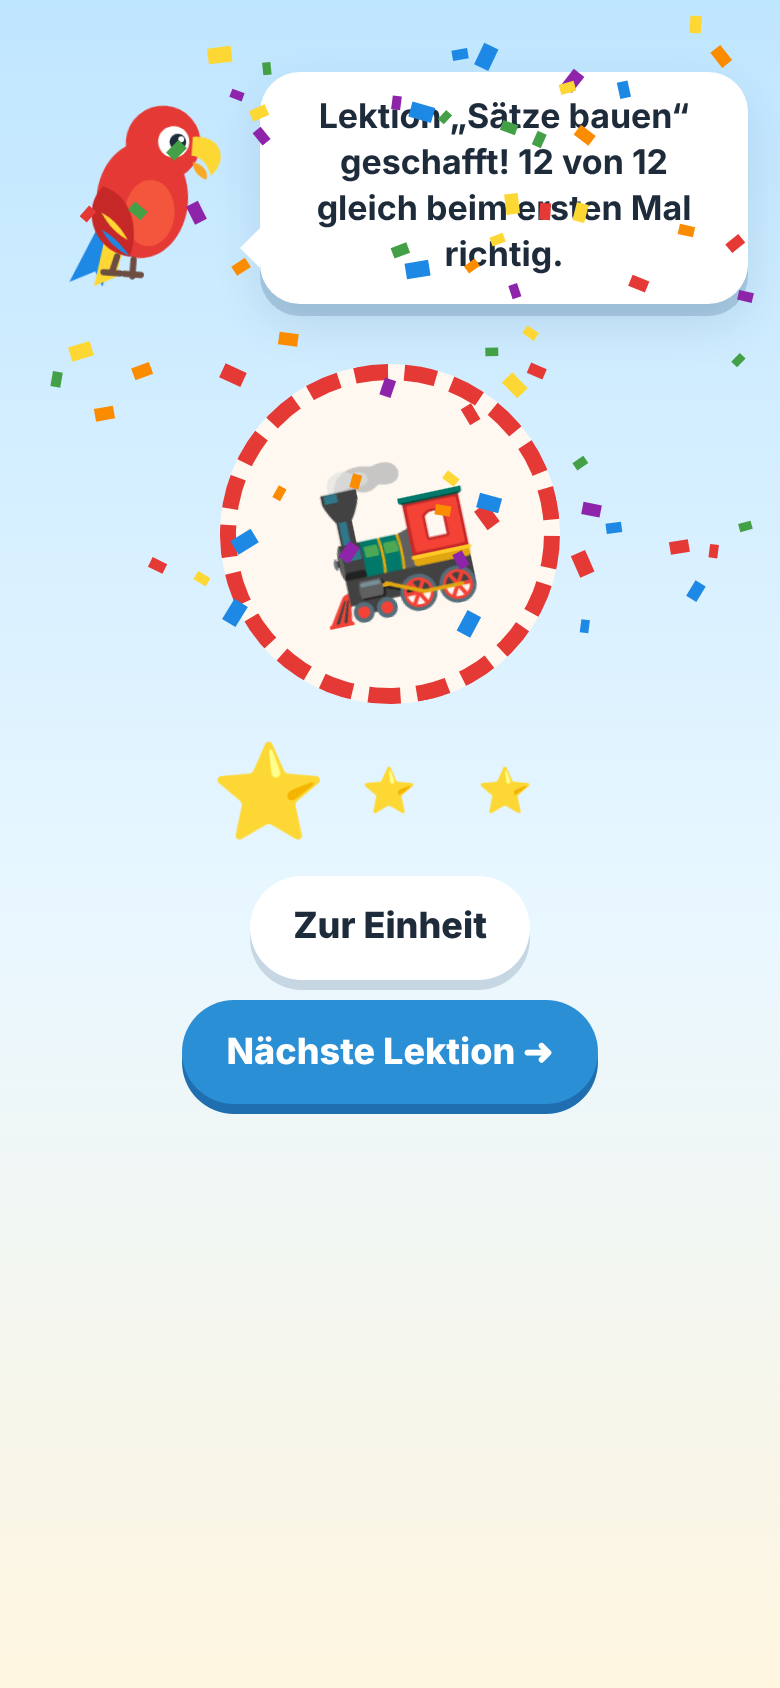 Lektion „Sätze bauen“
geschafft! 12 von 12
gleich beim ersten Mal
richtig.
Zur Einheit
Nächste Lektion ➜